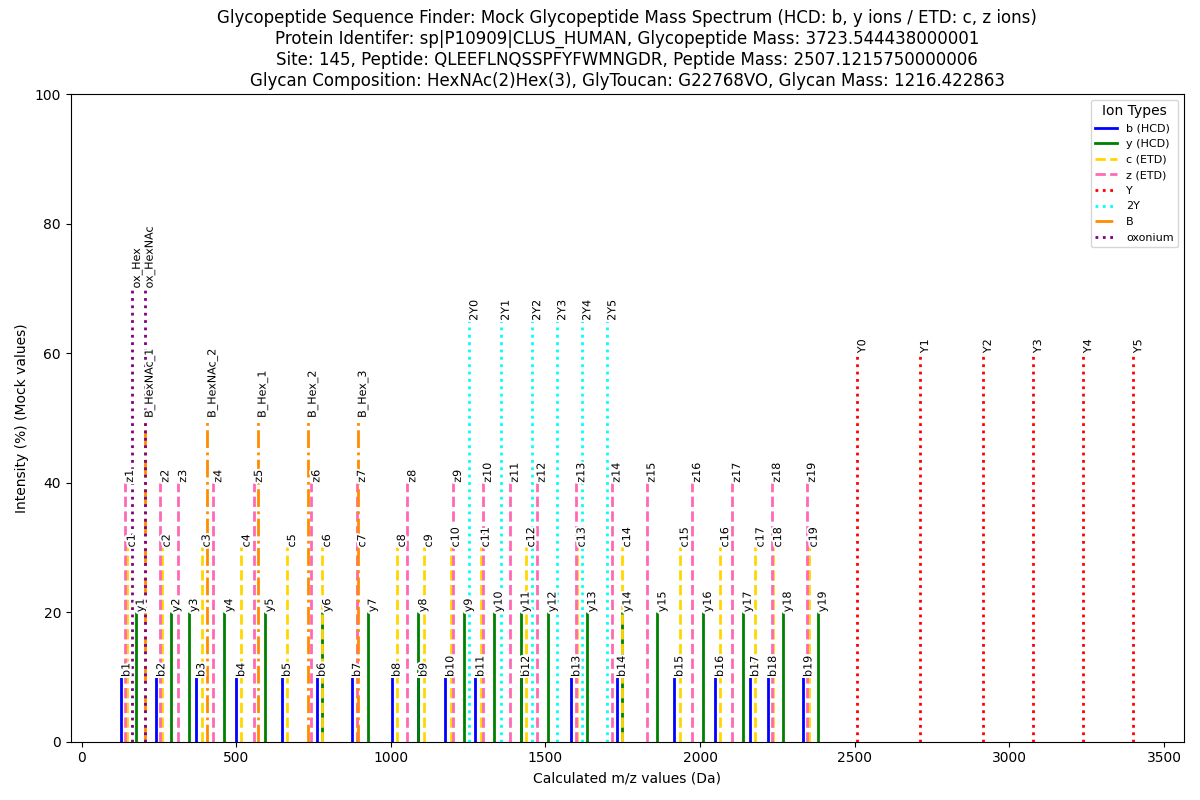 Glycopeptide Sequence Finder: Mock Glycopeptide Mass Spectrum (HCD: b, y ions / ETD: c, z ions)
Protein Identifer: sp|P10909|CLUS_HUMAN, Glycopeptide Mass: 3723.544438000001
Site: 145, Peptide: QLEEFLNQSSPFYFWMNGDR, Peptide Mass: 2507.1215750000006
Glycan Composition: HexNAc(2)Hex(3), GlyToucan: G22768VO, Glycan Mass: 1216.422863
Intensity (%) (Mock values)
100
80
60
40
20
0
Ion Types
b (HCD)
y (HCD)
c (ETD)
z (ETD)
Y
2Y
B
oxonium
ox_Hex
ox_HexNAc
2Y0
2Y1
2Y2
2Y3
2Y4
2Y5
Y0
Y1
Y2
Y3
Y4
Y5
B_HexNAc_1
B_HexNAc_2
B_Hex_1
B_Hex_2
B_Hex_3
z1
z2
z3
z4
z5
z6
z7
z8
z9
z10
z11
z12
z13
z14
z15
z16
z17
z18
z19
c1
c2
c3
c4
c5
c6
c7
c8
c9
c10
c11
c12
c13
c14
c15
c16
c17
c18
c19
y1
y2
y3
y4
y5
y6
y7
y8
y9
y10
y11
y12
y13
y14
y15
y16
y17
y18
y19
b1
b2
b3
b4
b5
b6
b7
b8
b9
b10
b11
b12
b13
b14
b15
b16
b17
b18
b19
0
500
1000
1500
2000
2500
3000
3500
Calculated m/z values (Da)